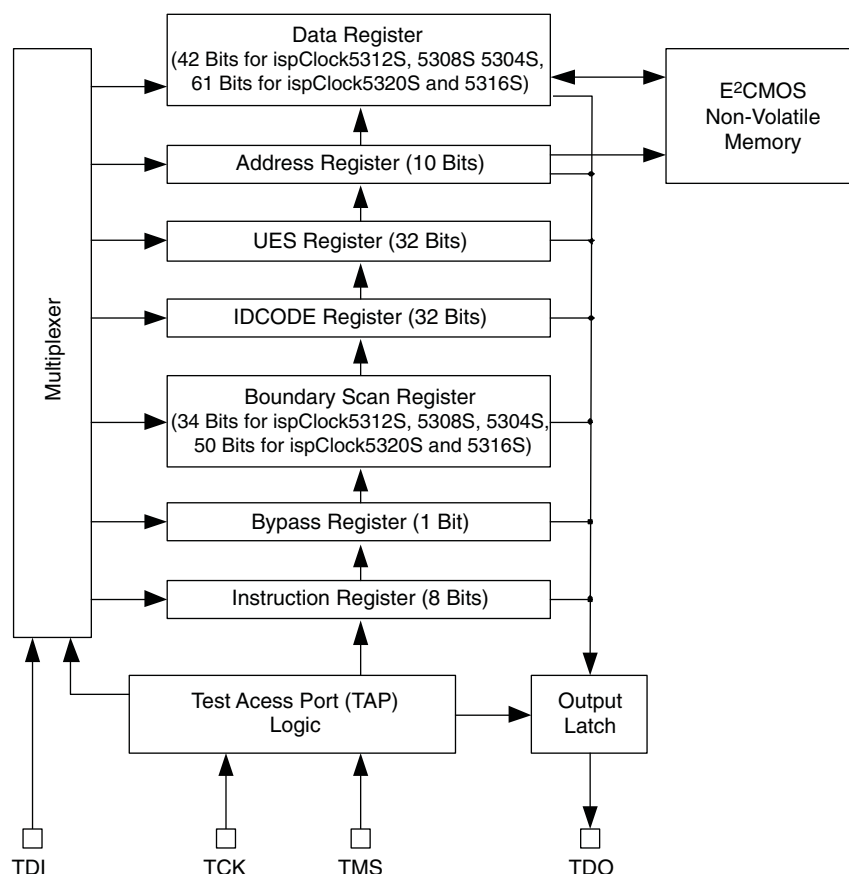 Data Register
(42 Bits for ispClock5312S, 5308S 5304S,
61 Bits for ispClock5320S and 5316S)
E²CMOS
Non-Volatile
Memory
Address Register (10 Bits)
UES Register (32 Bits)
IDCODE Register (32 Bits)
Multiplexer
Boundary Scan Register
(34 Bits for ispClock5312S, 5308S, 5304S,
50 Bits for ispClock5320S and 5316S)
Bypass Register (1 Bit)
Instruction Register (8 Bits)
Test Acess Port (TAP)
Logic
Output
Latch
TDI
TCK
TMS
TDO